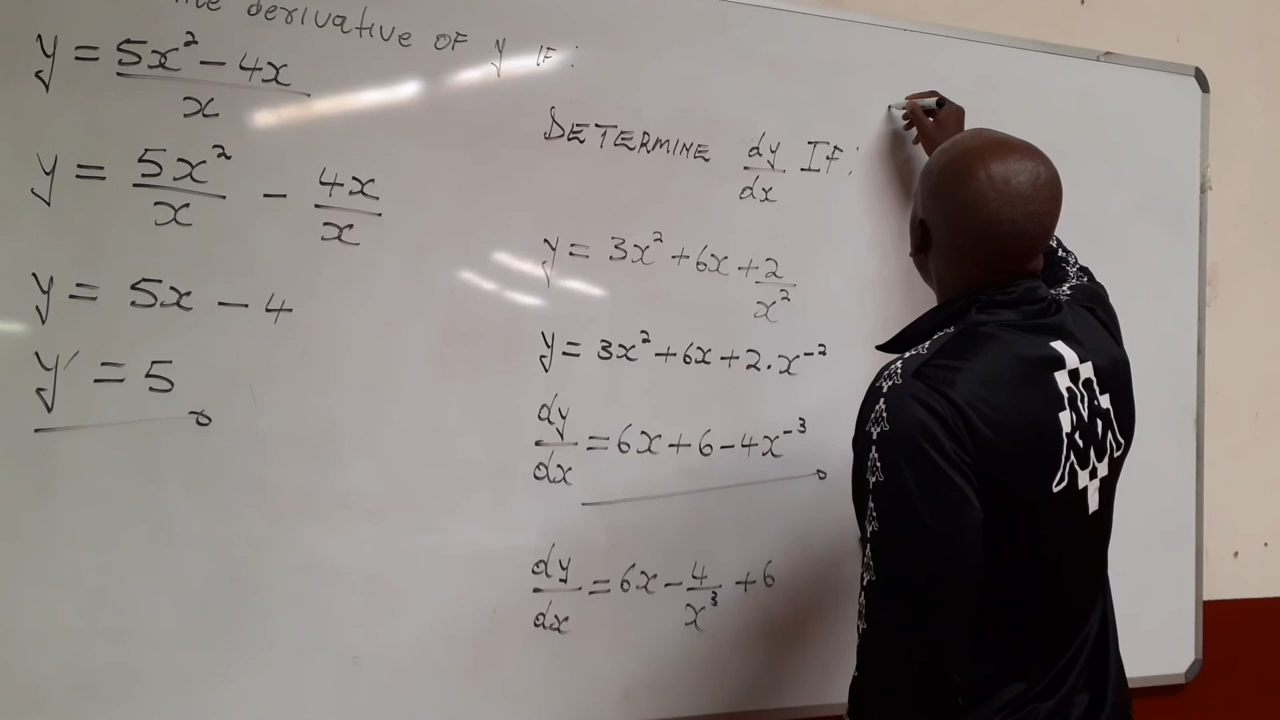 derivative OF y IF:
y = 5x² - 4x / x
y = 5x² / x - 4x / x
y = 5x - 4
y' = 5
DETERMINE dy/dx IF:
y = 3x² + 6x + 2/x²
y = 3x² + 6x + 2.x⁻²
dy/dx = 6x + 6 - 4x⁻³
dy/dx = 6x - 4/x³ + 6